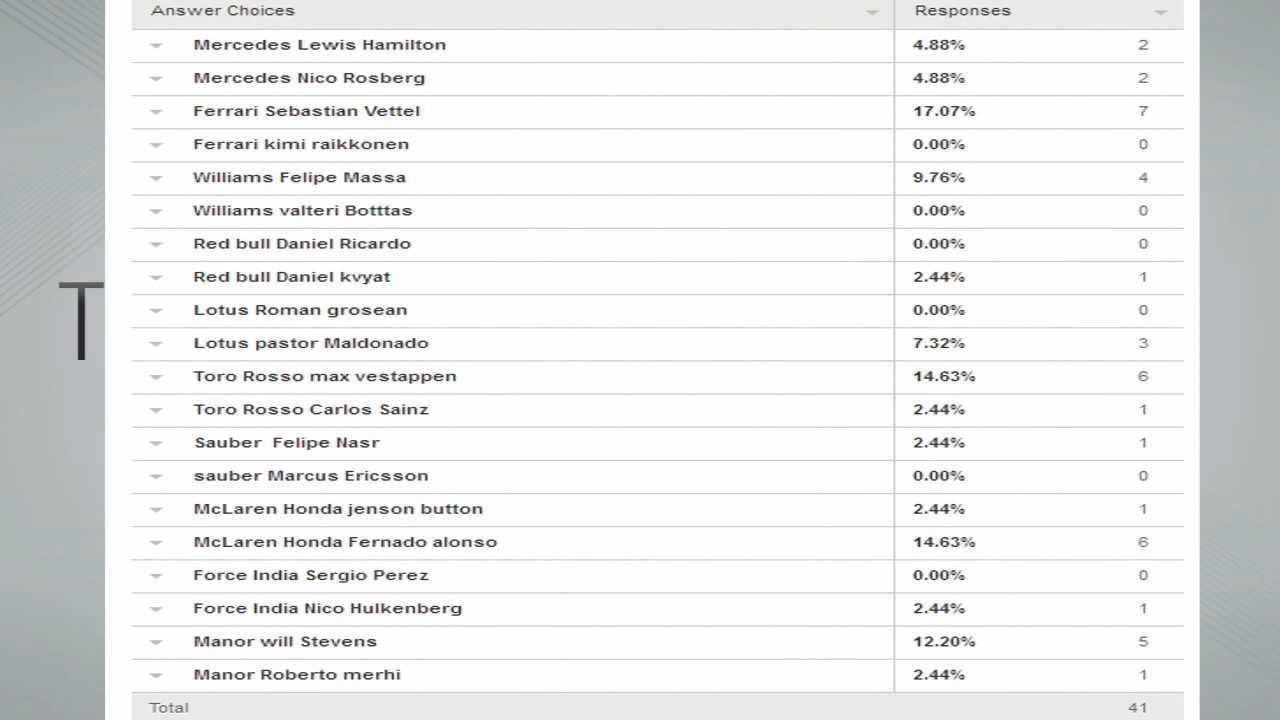 Answer Choices Responses
Mercedes Lewis Hamilton 4.88% 2
Mercedes Nico Rosberg 4.88% 2
Ferrari Sebastian Vettel 17.07% 7
Ferrari kimi raikkonen 0.00% 0
Williams Felipe Massa 9.76% 4
Williams valteri Botttas 0.00% 0
Red bull Daniel Ricardo 0.00% 0
Red bull Daniel kvyat 2.44% 1
Lotus Roman grosean 0.00% 0
Lotus pastor Maldonado 7.32% 3
T
Toro Rosso max vestappen 14.63% 6
Toro Rosso Carlos Sainz 2.44% 1
Sauber Felipe Nasr 2.44% 1
sauber Marcus Ericsson 0.00% 0
McLaren Honda jenson button 2.44% 1
McLaren Honda Fernado alonso 14.63% 6
Force India Sergio Perez 0.00% 0
Force India Nico Hulkenberg 2.44% 1
Manor will Stevens 12.20% 5
Manor Roberto merhi 2.44% 1
Total 41